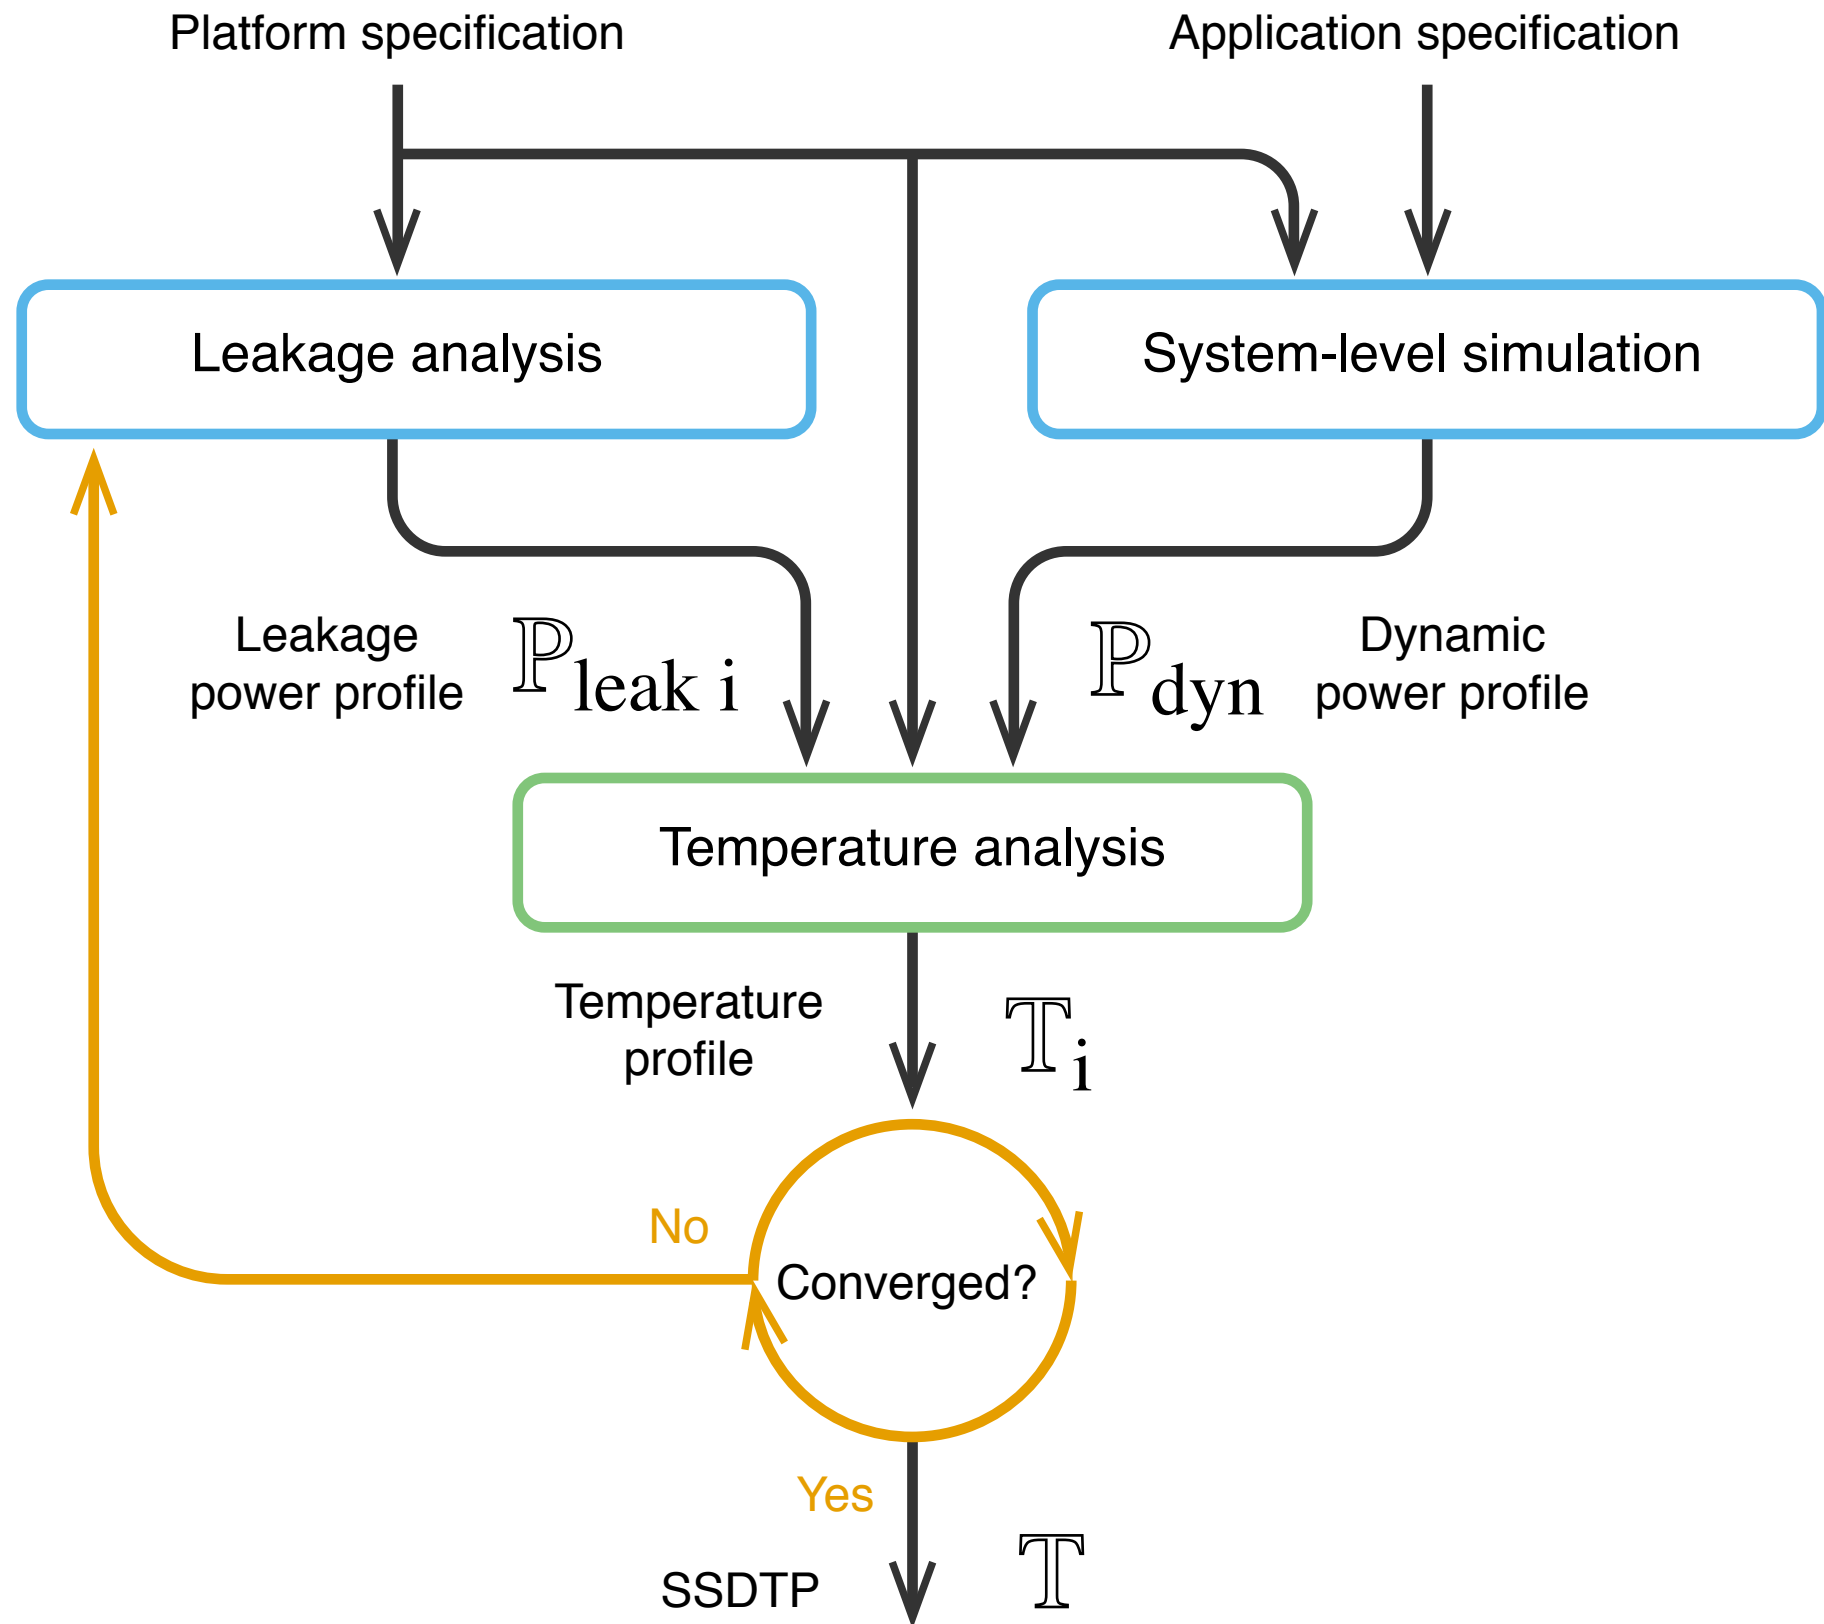 Platform specification
Application specification
Leakage analysis
System-level simulation
Leakage
power profile
ℙleak i
ℙdyn
Dynamic
power profile
Temperature analysis
Temperature
profile
𝕋i
No
Converged?
Yes
SSDTP
𝕋